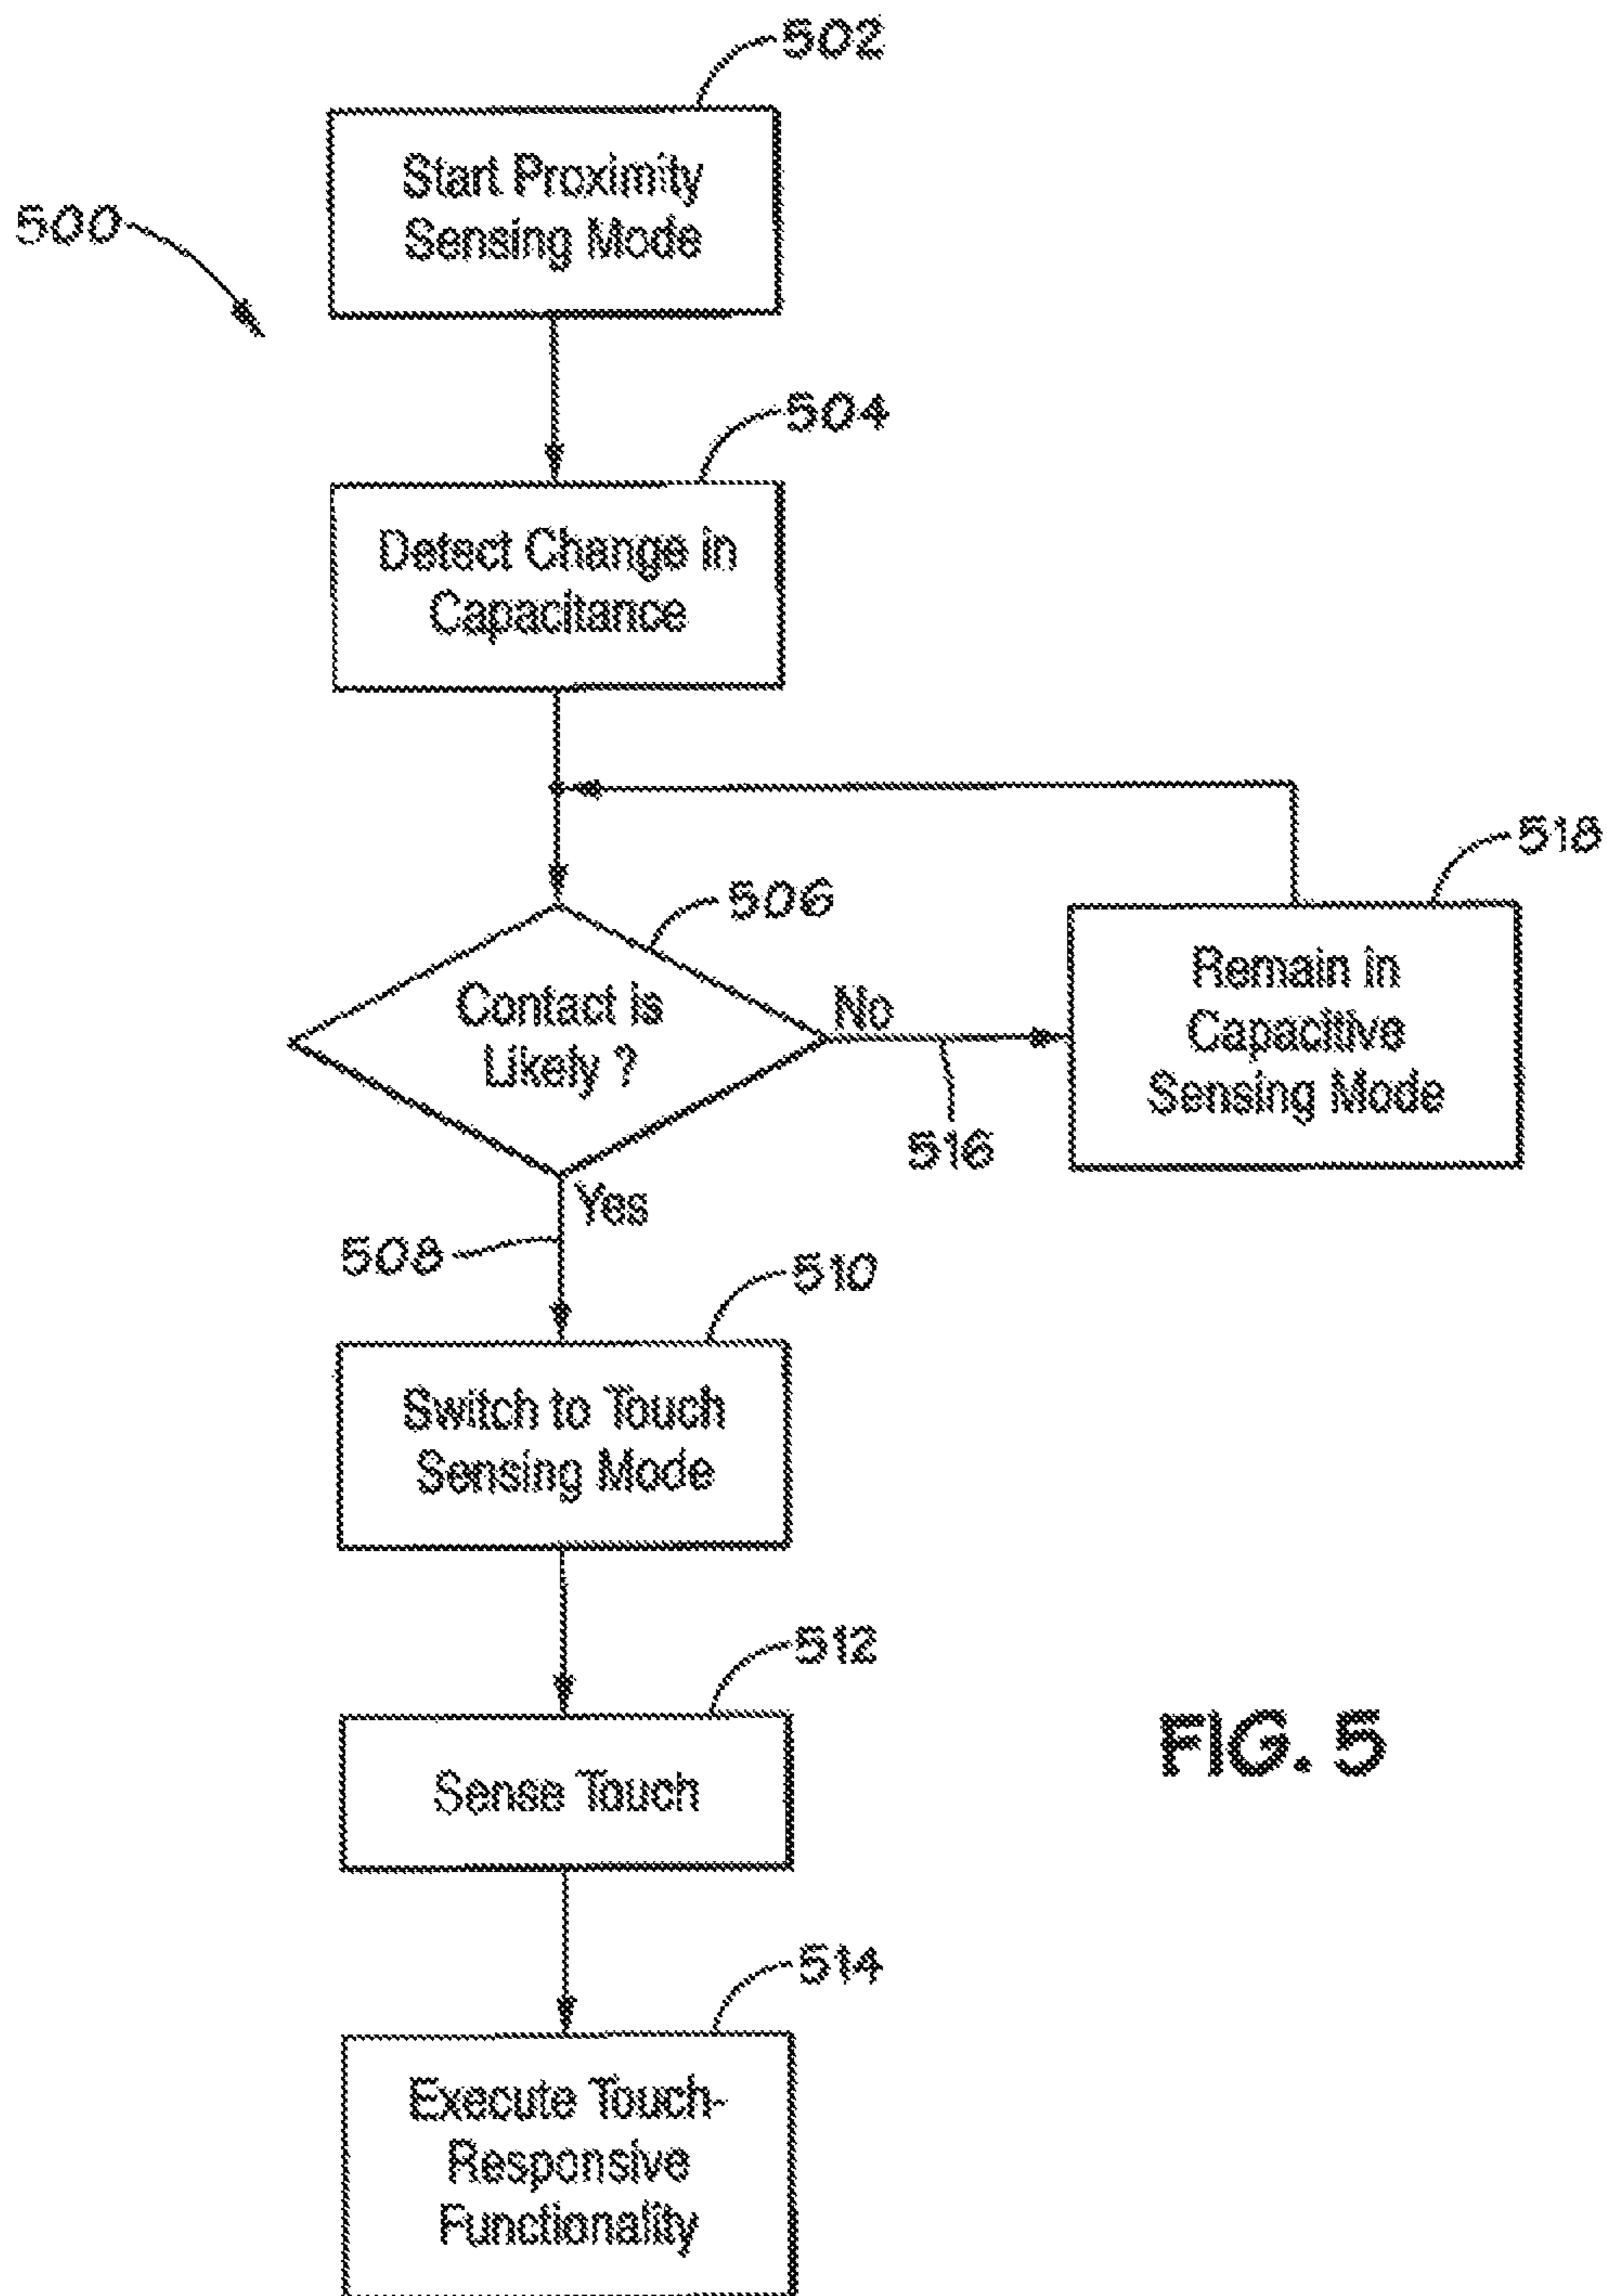 502
Start Proximity
Sensing Mode
500
504
Detect Change in
Capacitance
506
Contact is
Likely ?
No
516
518
Remain in
Capacitive
Sensing Mode
Yes
508
510
Switch to Touch
Sensing Mode
512
Sense Touch
514
Execute Touch-
Responsive
Functionality
FIG. 5